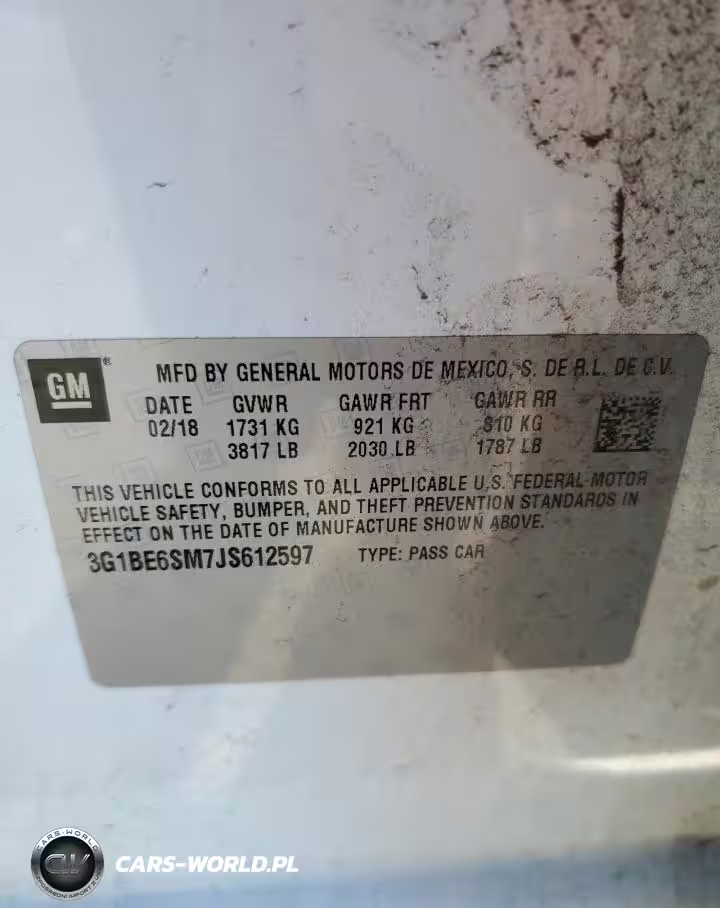 GM®
MFD BY GENERAL MOTORS DE MEXICO, S. DE R.L. DE C.V.
DATE GVWR GAWR FRT GAWR RR
02/18 1731 KG 921 KG 810 KG
3817 LB 2030 LB 1787 LB
THIS VEHICLE CONFORMS TO ALL APPLICABLE U.S. FEDERAL MOTOR
VEHICLE SAFETY, BUMPER, AND THEFT PREVENTION STANDARDS IN
EFFECT ON THE DATE OF MANUFACTURE SHOWN ABOVE.
3G1BE6SM7JS612597 TYPE: PASS CAR
CARS-WORLD
CW
CARS-WORLD.PL